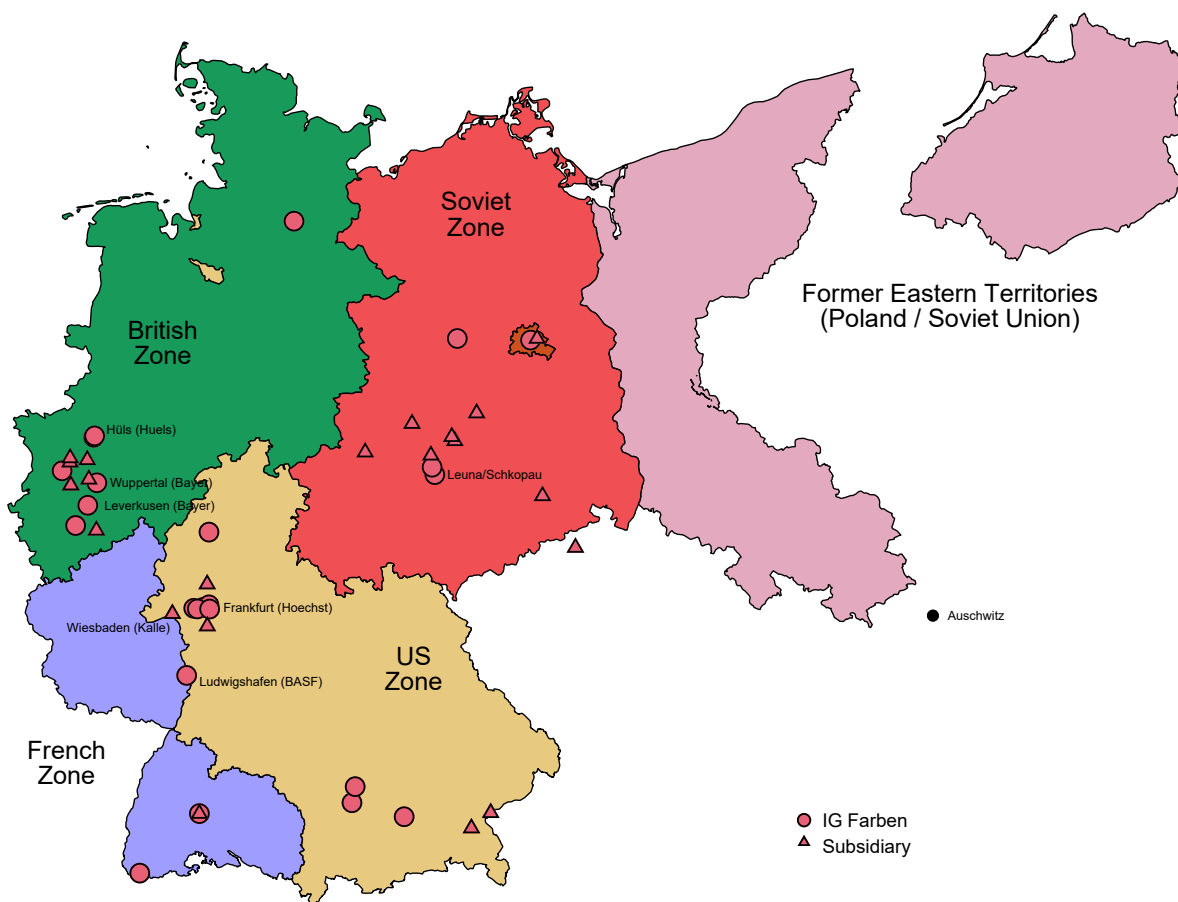 Soviet
Zone
Former Eastern Territories
(Poland / Soviet Union)
British
Zone
Hüls (Huels)
Wuppertal (Bayer)
Leuna/Schkopau
Leverkusen (Bayer)
Frankfurt (Hoechst)
Auschwitz
Wiesbaden (Kalle)
US
Zone
Ludwigshafen (BASF)
French
Zone
IG Farben
Subsidiary